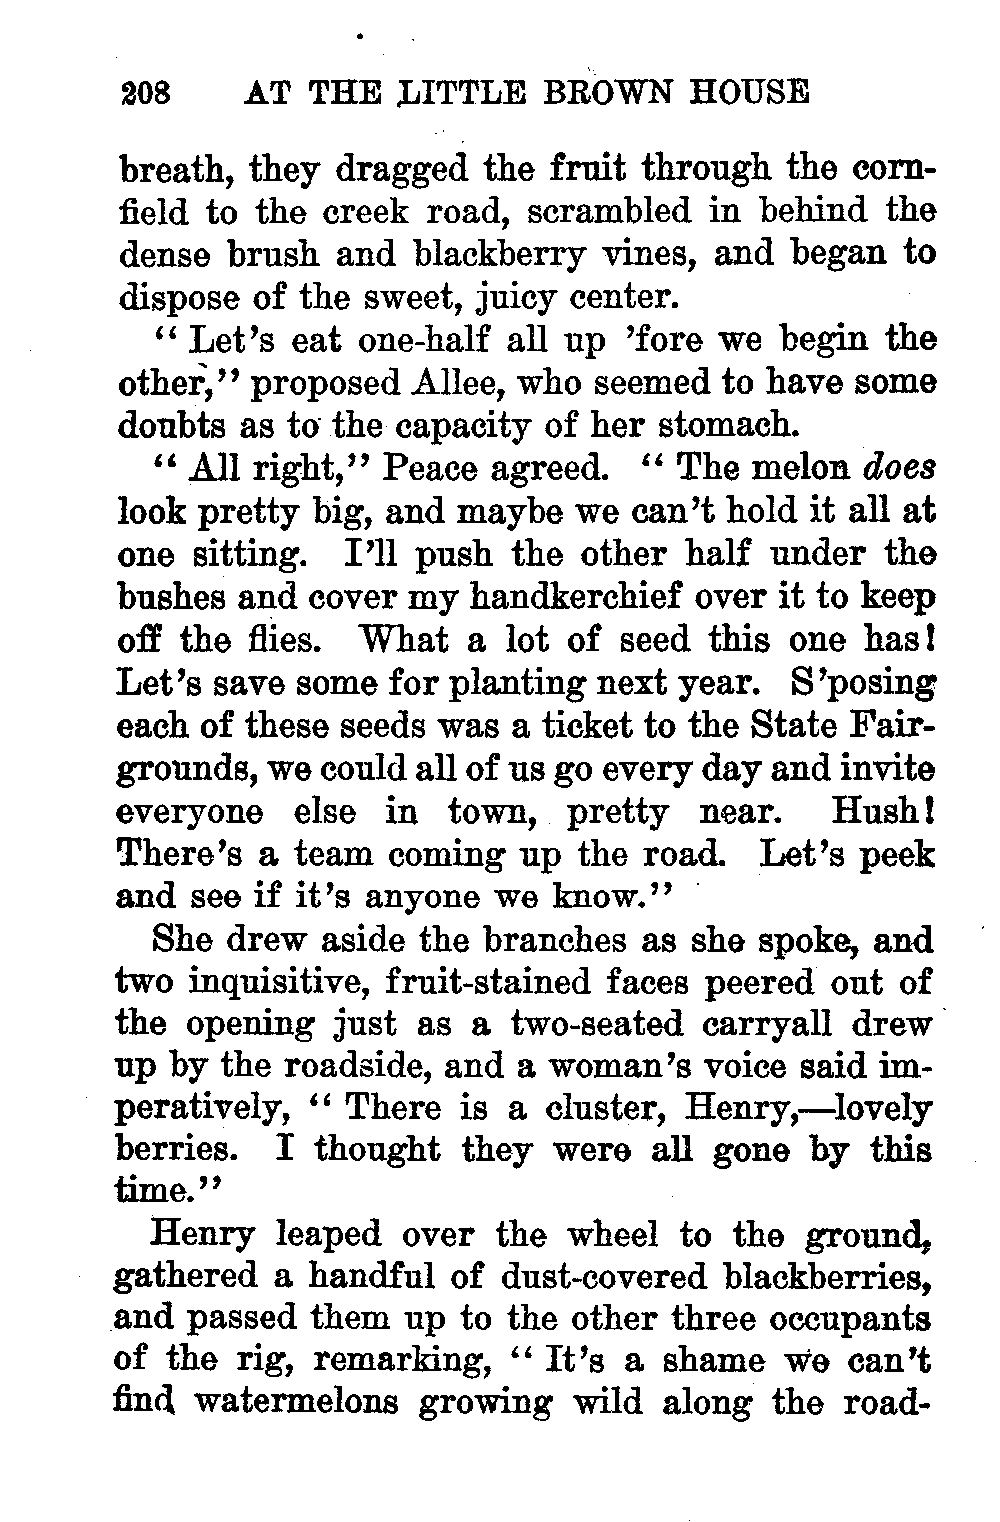 208 AT THE LITTLE BROWN HOUSE
breath, they dragged the fruit through the corn-
field to the creek road, scrambled in behind the
dense brush and blackberry vines, and began to
dispose of the sweet, juicy center.
“ Let’s eat one-half all up ’fore we begin the
other,” proposed Allee, who seemed to have some
doubts as to the capacity of her stomach.
“ All right,” Peace agreed. “ The melon does
look pretty big, and maybe we can’t hold it all at
one sitting. I’ll push the other half under the
bushes and cover my handkerchief over it to keep
off the flies. What a lot of seed this one has!
Let’s save some for planting next year. S’posing
each of these seeds was a ticket to the State Fair-
grounds, we could all of us go every day and invite
everyone else in town, pretty near. Hush!
There’s a team coming up the road. Let’s peek
and see if it’s anyone we know.”
She drew aside the branches as she spoke, and
two inquisitive, fruit-stained faces peered out of
the opening just as a two-seated carryall drew
up by the roadside, and a woman’s voice said im-
peratively, “ There is a cluster, Henry,—lovely
berries. I thought they were all gone by this
time.”
Henry leaped over the wheel to the ground,
gathered a handful of dust-covered blackberries,
and passed them up to the other three occupants
of the rig, remarking, “ It’s a shame we can’t
find watermelons growing wild along the road-